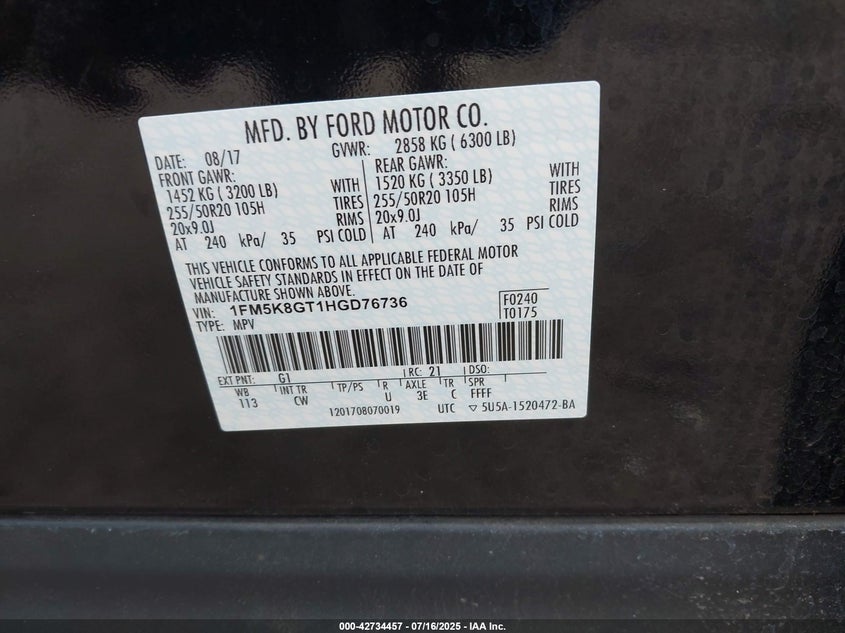 MFD. BY FORD MOTOR CO.
DATE: 08/17 GVWR: 2858 KG ( 6300 LB)
FRONT GAWR: REAR GAWR:
1452 KG ( 3200 LB) WITH 1520 KG ( 3350 LB) WITH
255/50R20 105H TIRES 255/50R20 105H TIRES
20x9.0J RIMS 20x9.0J RIMS
AT 240 kPa/ 35 PSI COLD AT 240 kPa/ 35 PSI COLD
THIS VEHICLE CONFORMS TO ALL APPLICABLE FEDERAL MOTOR
VEHICLE SAFETY STANDARDS IN EFFECT ON THE DATE OF
MANUFACTURE SHOWN ABOVE.
VIN: 1FM5K8GT1HGD76736 F0240
TYPE: MPV T0175
EXT PNT: G1 RC: 21 DSO:
WB INT TR TP/PS R AXLE TR SPR
113 CW U 3E C FFFF
1201708070019 UTC ▽ 5U5A-1520472-BA
000-42734457 - 07/16/2025 - IAA Inc.